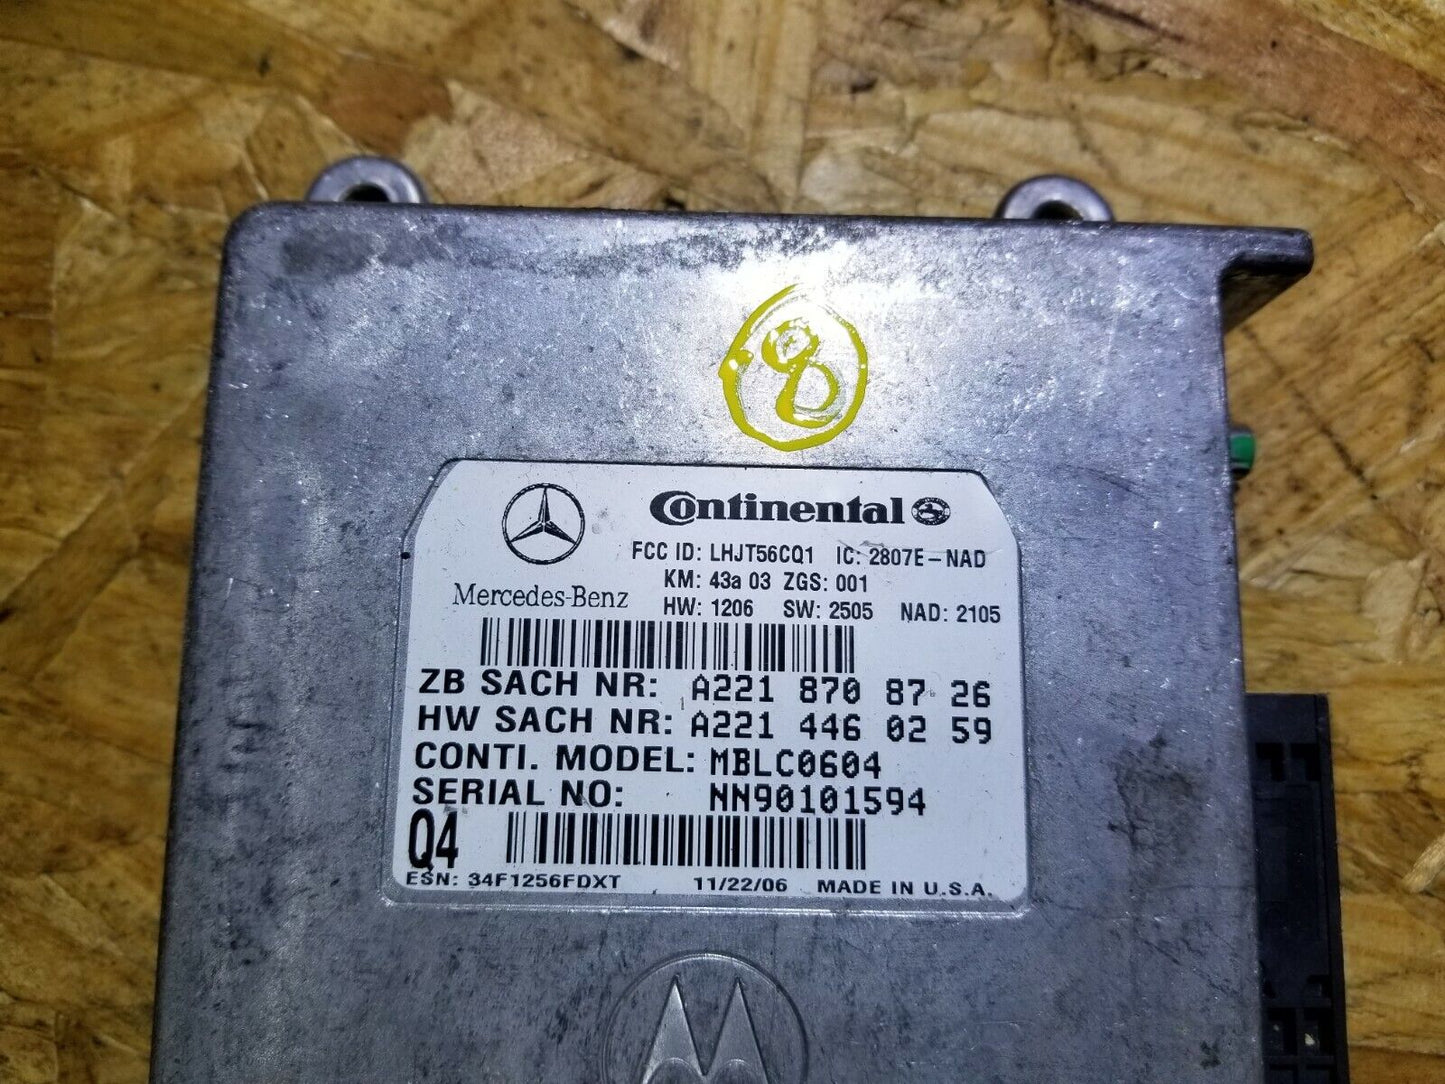 8
Continental
FCC ID: LHJT56CQ1 IC: 2807E-NAD
KM: 43a 03 ZGS: 001
Mercedes-Benz
HW: 1206 SW: 2505 NAD: 2105
ZB SACH NR: A221 870 87 26
HW SACH NR: A221 446 02 59
CONTI. MODEL: MBLC0604
SERIAL NO: NN90101594
Q4
ESN: 34F1256FDXT 11/22/06 MADE IN U.S.A.